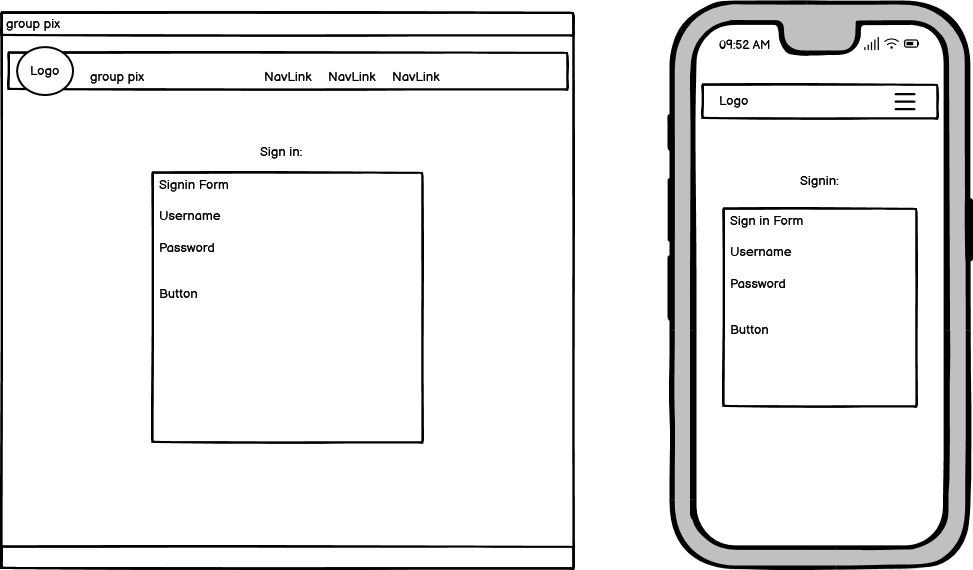 group pix
Logo
group pix
NavLink NavLink NavLink
Sign in:
Signin Form
Username
Password
Button
09:52 AM
Logo
Signin:
Sign in Form
Username
Password
Button